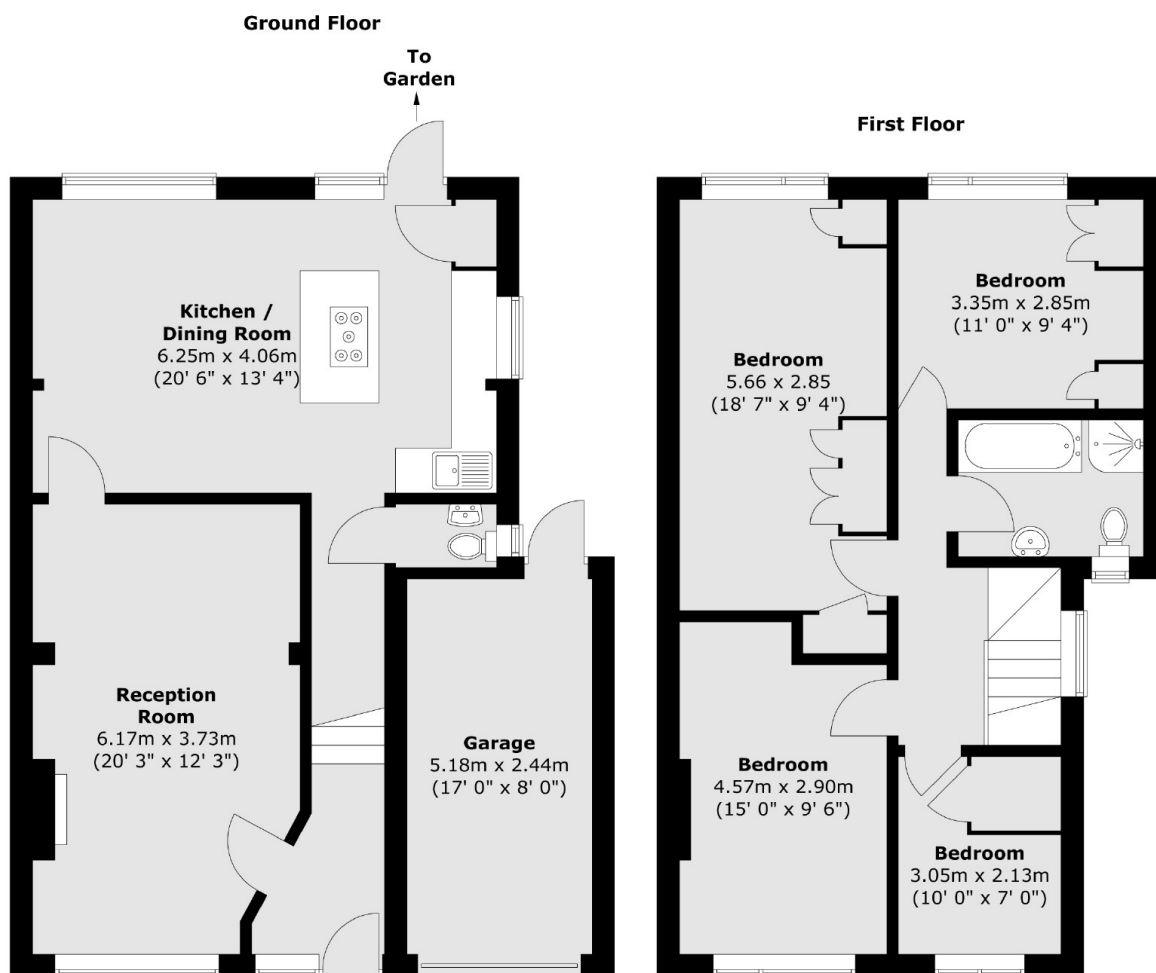 Ground Floor
To
Garden
Kitchen /
Dining Room
6.25m x 4.06m
(20' 6" x 13' 4")
Reception
Room
6.17m x 3.73m
(20' 3" x 12' 3")
Garage
5.18m x 2.44m
(17' 0" x 8' 0")
First Floor
Bedroom
3.35m x 2.85m
(11' 0" x 9' 4")
Bedroom
5.66 x 2.85
(18' 7" x 9' 4")
Bedroom
4.57m x 2.90m
(15' 0" x 9' 6")
Bedroom
3.05m x 2.13m
(10' 0" x 7' 0")